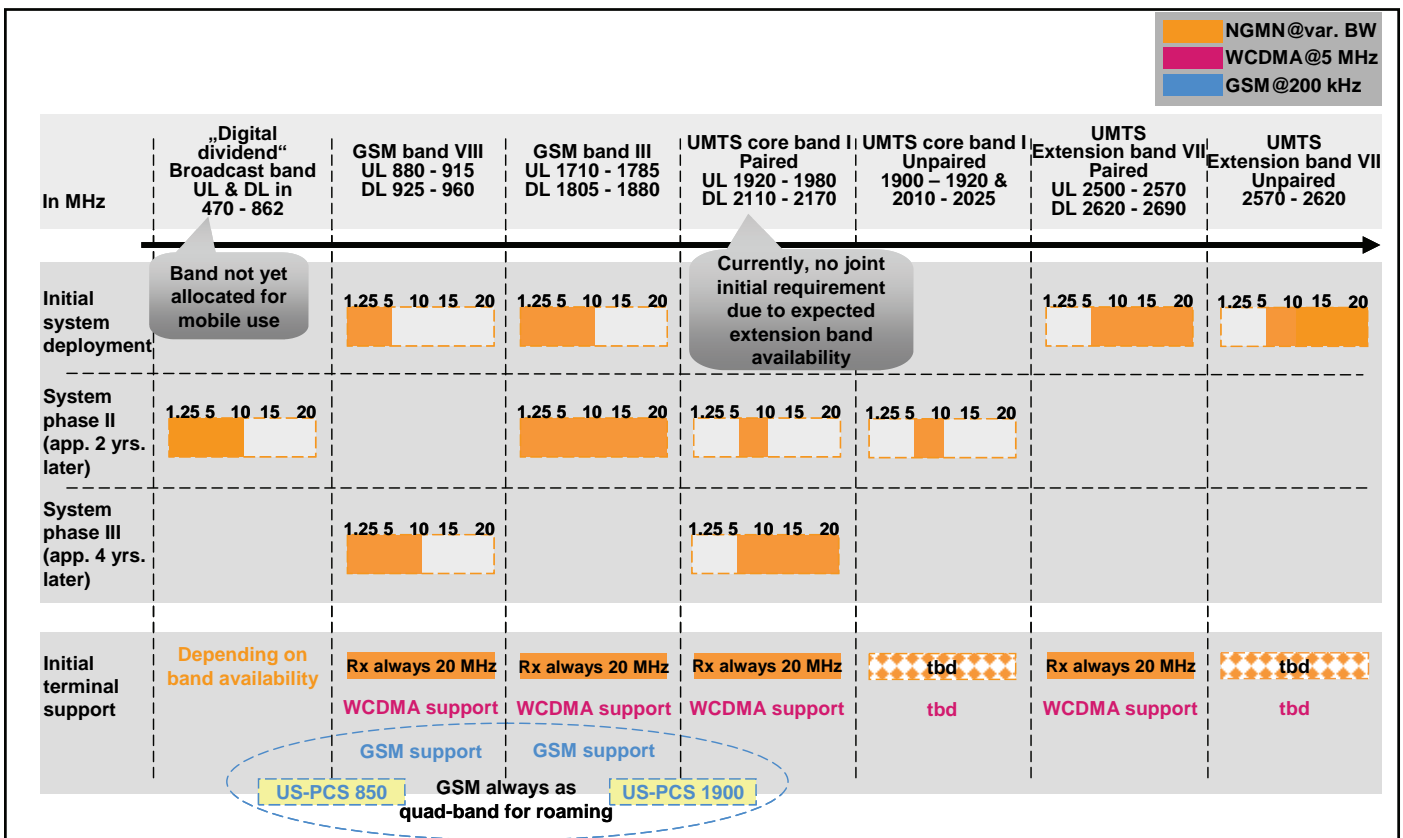 NGMN@var. BW
WCDMA@5 MHz
GSM@200 kHz
In MHz
„Digital
dividend“
Broadcast band
UL & DL in
470 - 862
GSM band VIII
UL 880 - 915
DL 925 - 960
GSM band III
UL 1710 - 1785
DL 1805 - 1880
UMTS core band I
Paired
UL 1920 - 1980
DL 2110 - 2170
UMTS core band I
Unpaired
1900 – 1920 &
2010 - 2025
UMTS
Extension band VII
Paired
UL 2500 - 2570
DL 2620 - 2690
UMTS
Extension band VII
Unpaired
2570 - 2620
Band not yet
allocated for
mobile use
Currently, no joint
initial requirement
due to expected
extension band
availability
Initial
system
deployment
1.25 5 10 15 20
1.25 5 10 15 20
1.25 5 10 15 20
1.25 5 10 15 20
System
phase II
(app. 2 yrs.
later)
1.25 5 10 15 20
1.25 5 10 15 20
1.25 5 10 15 20
1.25 5 10 15 20
System
phase III
(app. 4 yrs.
later)
1.25 5 10 15 20
1.25 5 10 15 20
Initial
terminal
support
Depending on
band availability
Rx always 20 MHz
Rx always 20 MHz
Rx always 20 MHz
tbd
Rx always 20 MHz
tbd
WCDMA support
WCDMA support
WCDMA support
tbd
WCDMA support
tbd
GSM support
GSM support
US-PCS 850
GSM always as
quad-band for roaming
US-PCS 1900